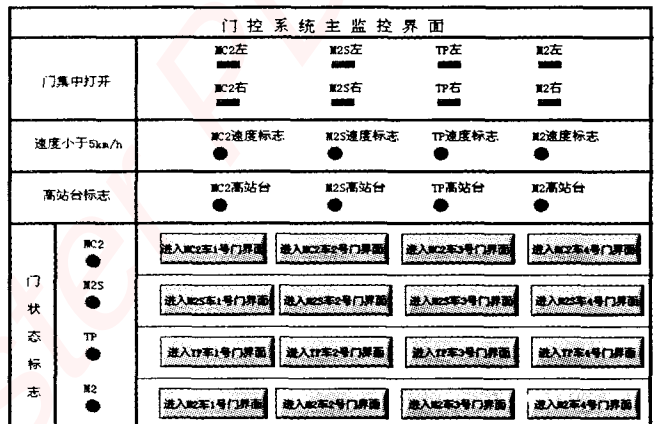 门控系统主监控界面
门集中打开
MC2左 M2S左 TP左 M2左
MC2右 M2S右 TP右 M2右
速度小于5km/h
MC2速度标志 M2S速度标志 TP速度标志 M2速度标志
高站台标志
MC2高站台 M2S高站台 TP高站台 M2高站台
门状态标志
MC2 进入MC2车1号门界面 进入MC2车2号门界面 进入MC2车3号门界面 进入MC2车4号门界面
M2S 进入M2S车1号门界面 进入M2S车2号门界面 进入M2S车3号门界面 进入M2S车4号门界面
TP 进入TP车1号门界面 进入TP车2号门界面 进入TP车3号门界面 进入TP车4号门界面
M2 进入M2车1号门界面 进入M2车2号门界面 进入M2车3号门界面 进入M2车4号门界面